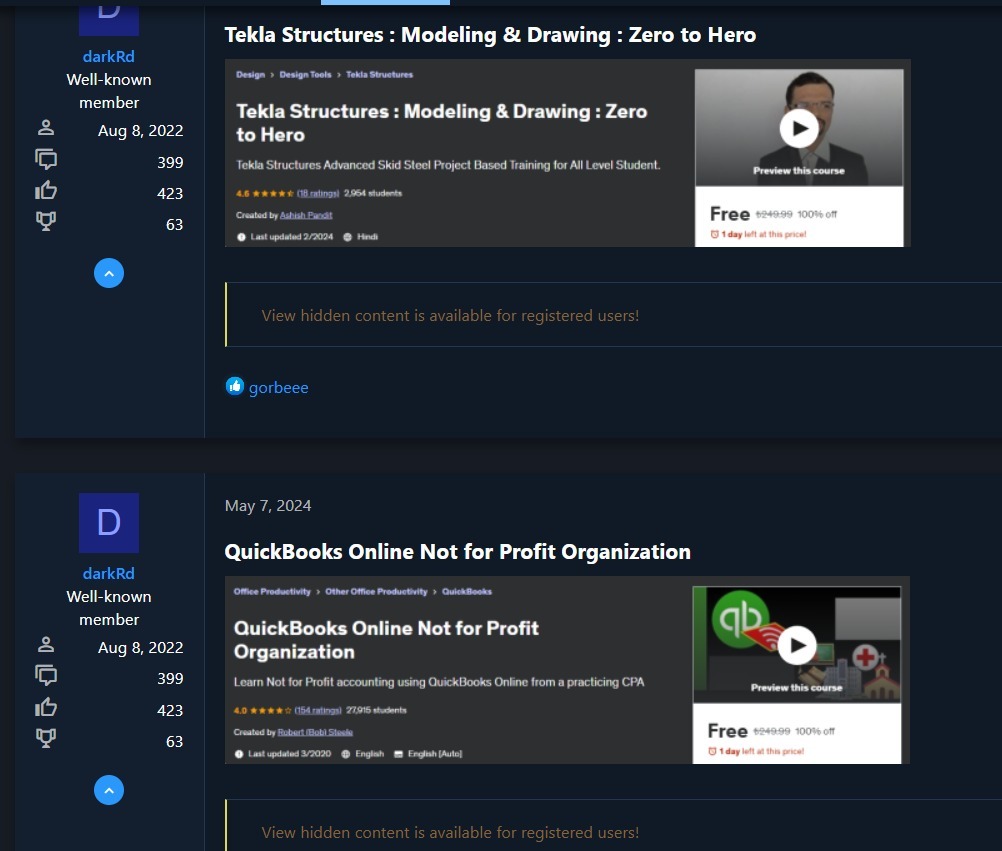 D
darkRd
Well-known
member
Aug 8, 2022
399
423
63
Tekla Structures : Modeling & Drawing : Zero to Hero
Design > Design Tools > Tekla Structures
Tekla Structures : Modeling & Drawing : Zero
to Hero
Tekla Structures Advanced Skid Steel Project Based Training for All Level Student.
4.6 (18 ratings) 2,954 students
Created by Ashish Pandit
Last updated 2/2024 Hindi
Preview this course
Free ₺249.99 100% off
1 day left at this price!
View hidden content is available for registered users!
gorbeee
D
darkRd
Well-known
member
Aug 8, 2022
399
423
63
May 7, 2024
QuickBooks Online Not for Profit Organization
Office Productivity > Other Office Productivity > QuickBooks
QuickBooks Online Not for Profit
Organization
Learn Not for Profit accounting using QuickBooks Online from a practicing CPA
4.0 (154 ratings) 27,915 students
Created by Robert (Bob) Steele
Last updated 3/2020 English English [Auto]
qb
Preview this course
Free ₺249.99 100% off
1 day left at this price!
View hidden content is available for registered users!